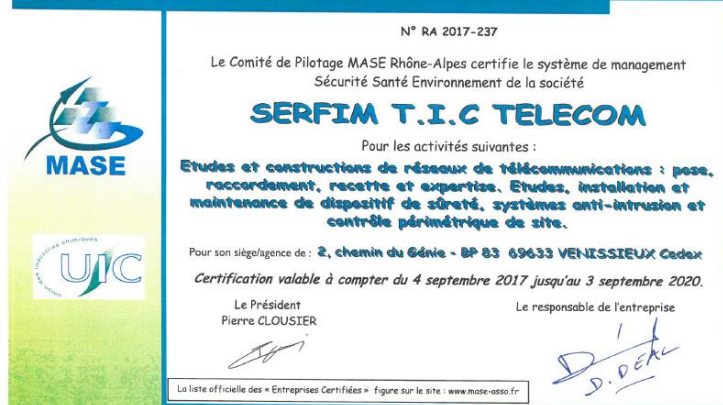 N° RA 2017-237
Le Comité de Pilotage MASE Rhône-Alpes certifie le système de management
Sécurité Santé Environnement de la société
SERFIM T.I.C TELECOM
Pour les activités suivantes :
Etudes et constructions de réseaux de télécommunications : pose,
raccordement, recette et expertise. Etudes, installation et
maintenance de dispositif de sûreté, systèmes anti-intrusion et
contrôle périmétrique de site.
Pour son siège/agence de : 2, chemin du Génie - BP 83 69633 VENISSIEUX Cedex
Certification valable à compter du 4 septembre 2017 jusqu'au 3 septembre 2020.
Le Président
Pierre CLOUSIER
Le responsable de l'entreprise
D. DEAL
La liste officielle des « Entreprises Certifiées » figure sur le site : www.mase-asso.fr
MASE
union des industries chimiques
UIC